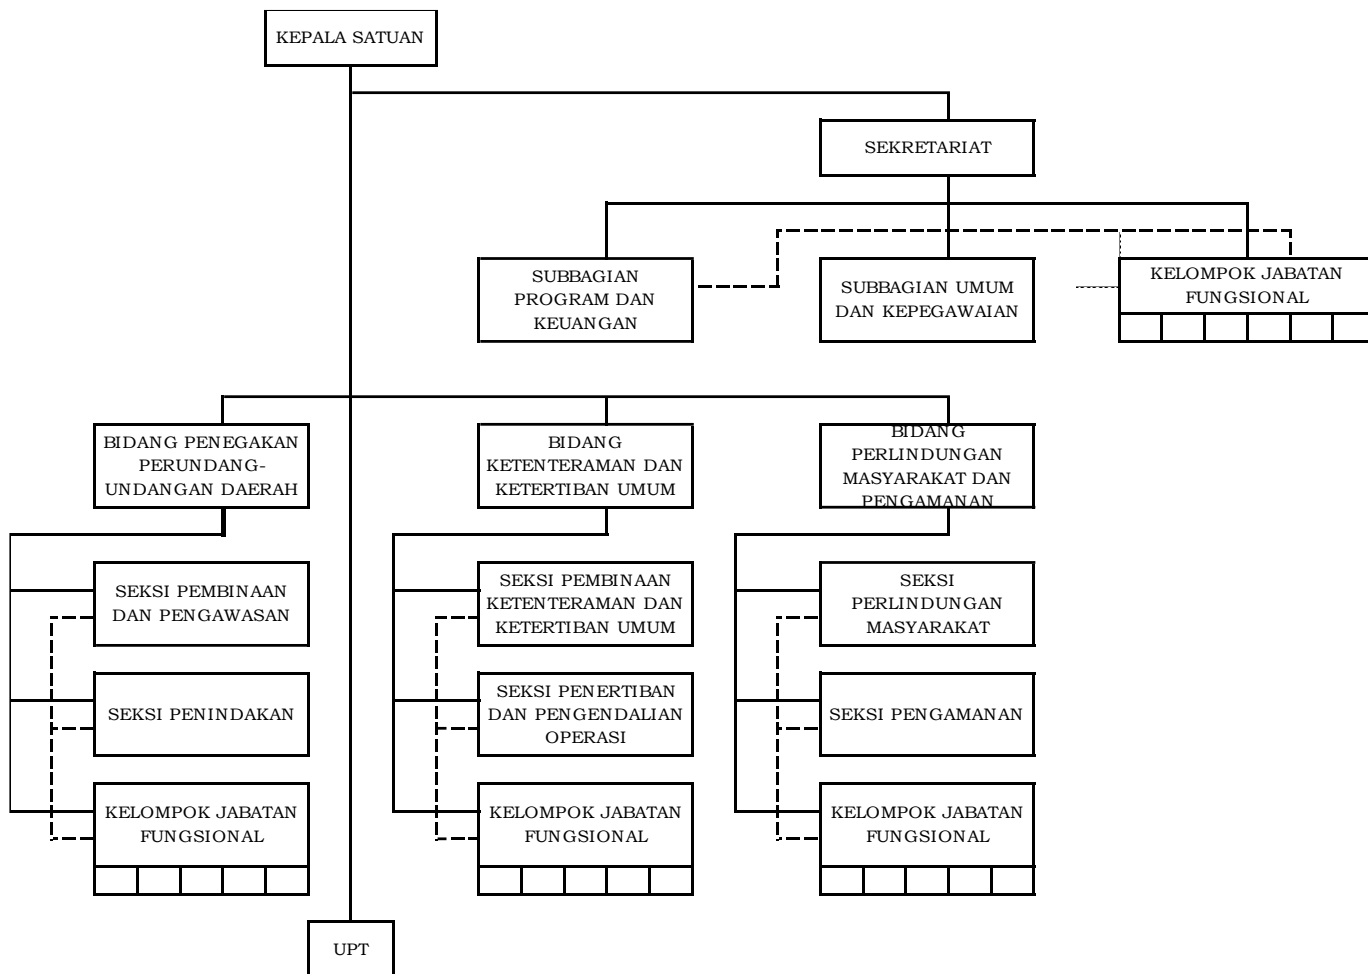 KEPALA SATUAN
SEKRETARIAT
SUBBAGIAN
PROGRAM DAN
KEUANGAN
SUBBAGIAN UMUM
DAN KEPEGAWAIAN
KELOMPOK JABATAN
FUNGSIONAL
BIDANG PENEGAKAN
PERUNDANG-
UNDANGAN DAERAH
BIDANG
KETENTERAMAN DAN
KETERTIBAN UMUM
BIDANG
PERLINDUNGAN
MASYARAKAT DAN
PENGAMANAN
SEKSI PEMBINAAN
DAN PENGAWASAN
SEKSI PEMBINAAN
KETENTERAMAN DAN
KETERTIBAN UMUM
SEKSI
PERLINDUNGAN
MASYARAKAT
SEKSI PENINDAKAN
SEKSI PENERTIBAN
DAN PENGENDALIAN
OPERASI
SEKSI PENGAMANAN
KELOMPOK JABATAN
FUNGSIONAL
KELOMPOK JABATAN
FUNGSIONAL
KELOMPOK JABATAN
FUNGSIONAL
UPT